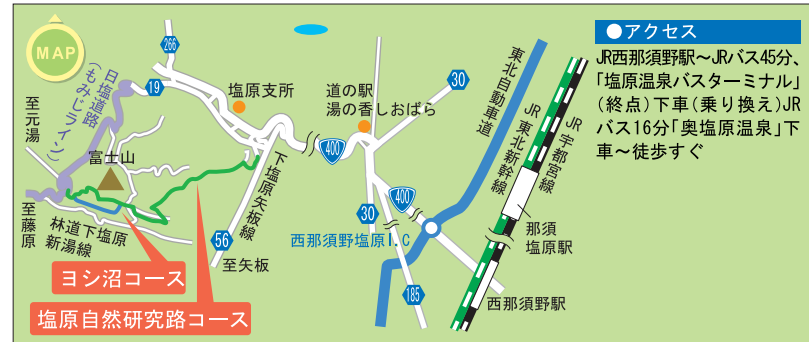 MAP
266
19
日塩道路
(もみじライン)
至元湯
塩原支所
道の駅
湯の香しおばら
30
東北自動車道
JR東北新幹線
JR宇都宮線
富士山
下塩原矢板線
400
400
30
至藤原
林道下塩原
新湯線
56
至矢板
西那須野塩原I.C
185
那須
塩原駅
西那須野駅
ヨシ沼コース
塩原自然研究路コース
●アクセス
JR西那須野駅〜JRバス45分、
「塩原温泉バスターミナル」
(終点)下車(乗り換え)JR
バス16分「奥塩原温泉」下
車〜徒歩すぐ